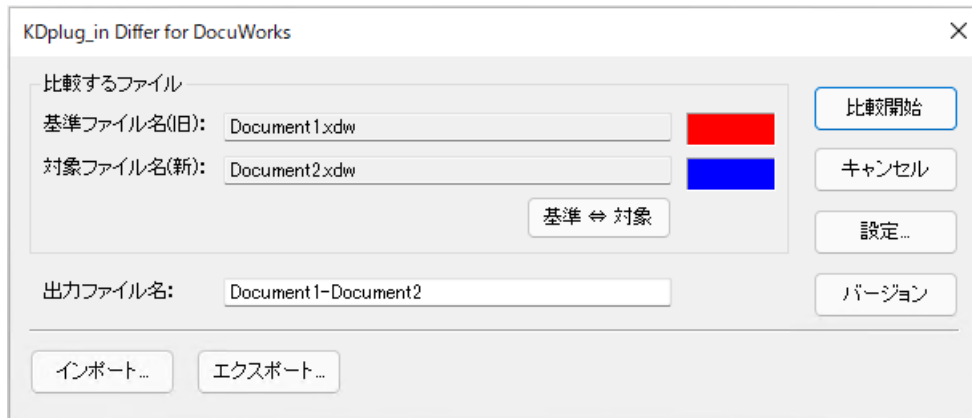 KDplug_in Differ for DocuWorks
比較するファイル
基準ファイル名(旧): Document1.xdw
対象ファイル名(新): Document2.xdw
基準 ⇔ 対象
出力ファイル名: Document1-Document2
比較開始
キャンセル
設定...
バージョン
インポート... エクスポート...